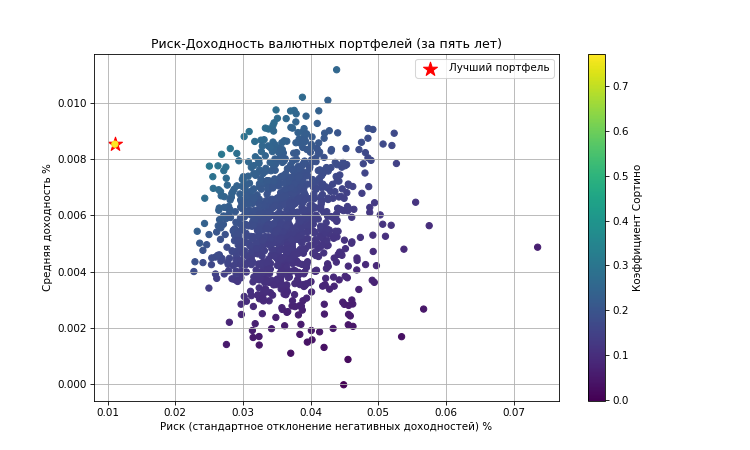 Риск-Доходность валютных портфелей (за пять лет)
Лучший портфель
Средняя доходность %
0.010
0.008
0.006
0.004
0.002
0.000
0.01 0.02 0.03 0.04 0.05 0.06 0.07
Риск (стандартное отклонение негативных доходностей) %
0.7
0.6
0.5
0.4
0.3
0.2
0.1
0.0
Коэффициент Сортино